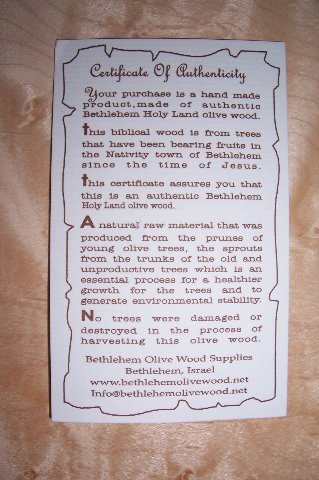 Certificate Of Authenticity
Your purchase is a hand made
product,made of authentic
Bethlehem Holy Land olive wood.
this biblical wood is from trees
that have been bearing fruits in
the Nativity town of Bethlehem
since the time of Jesus.
this certificate assures you that
this is an authentic Bethlehem
Holy Land olive wood.
A natural raw material that was
produced from the prunes of
young olive trees, the sprouts
from the trunks of the old and
unproductive trees which is an
essential process for a healthier
growth for the trees and to
generate environmental stability.
No trees were damaged or
destroyed in the process of
harvesting this olive wood.
Bethlehem Olive Wood Supplies
Bethlehem, Israel
www.bethlehemolivewood.net
Info@bethlehemolivewood.net